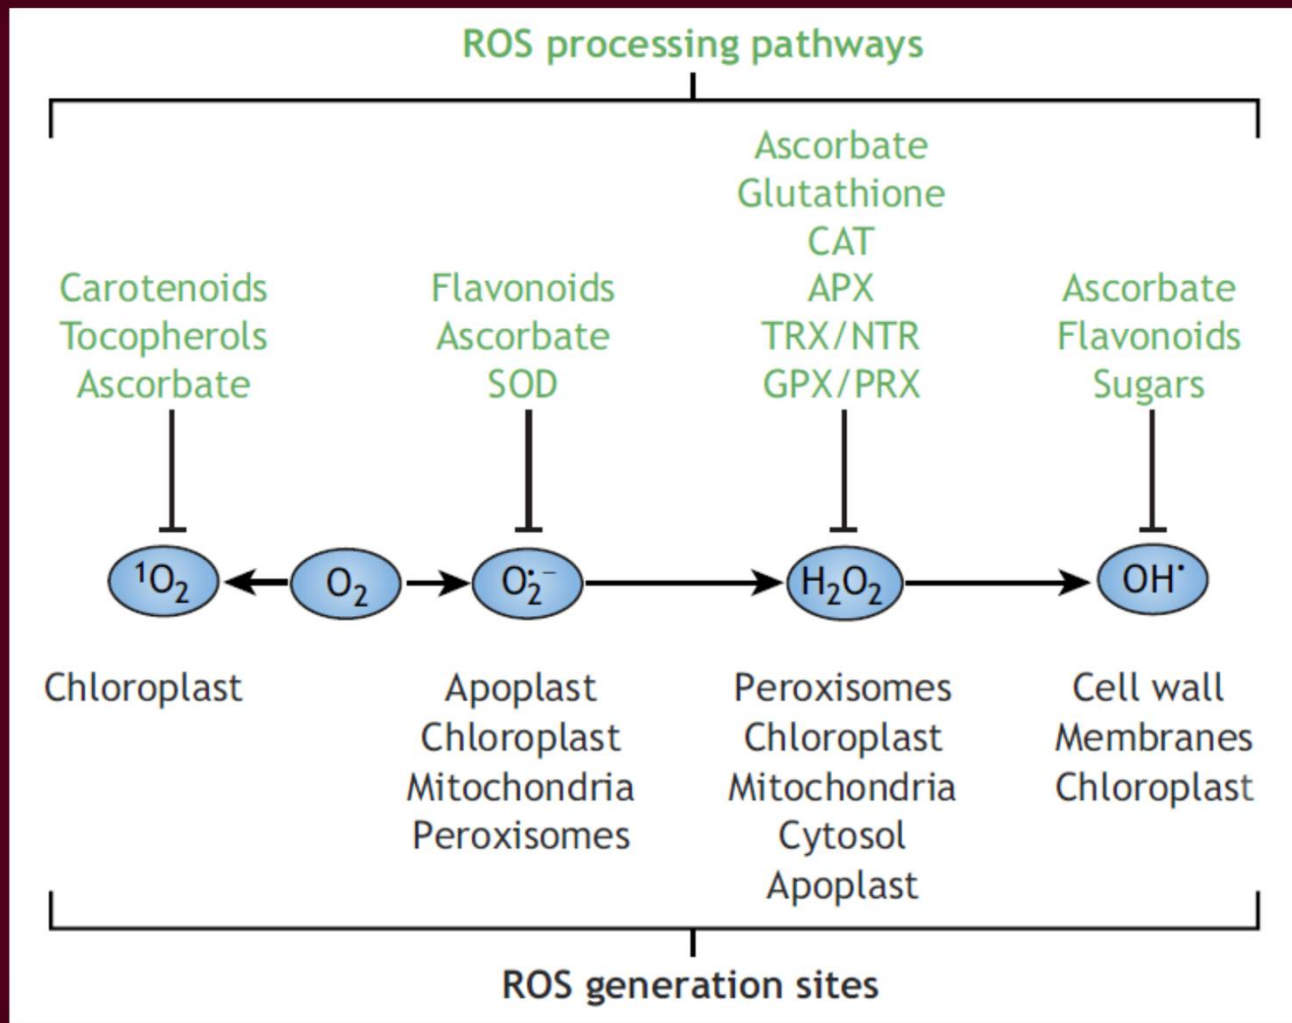 ROS processing pathways
Carotenoids
Tocopherols
Ascorbate
Flavonoids
Ascorbate
SOD
Ascorbate
Glutathione
CAT
APX
TRX/NTR
GPX/PRX
Ascorbate
Flavonoids
Sugars
¹O₂
O₂
O₂•⁻
H₂O₂
OH•
Chloroplast
Apoplast
Chloroplast
Mitochondria
Peroxisomes
Peroxisomes
Chloroplast
Mitochondria
Cytosol
Apoplast
Cell wall
Membranes
Chloroplast
ROS generation sites